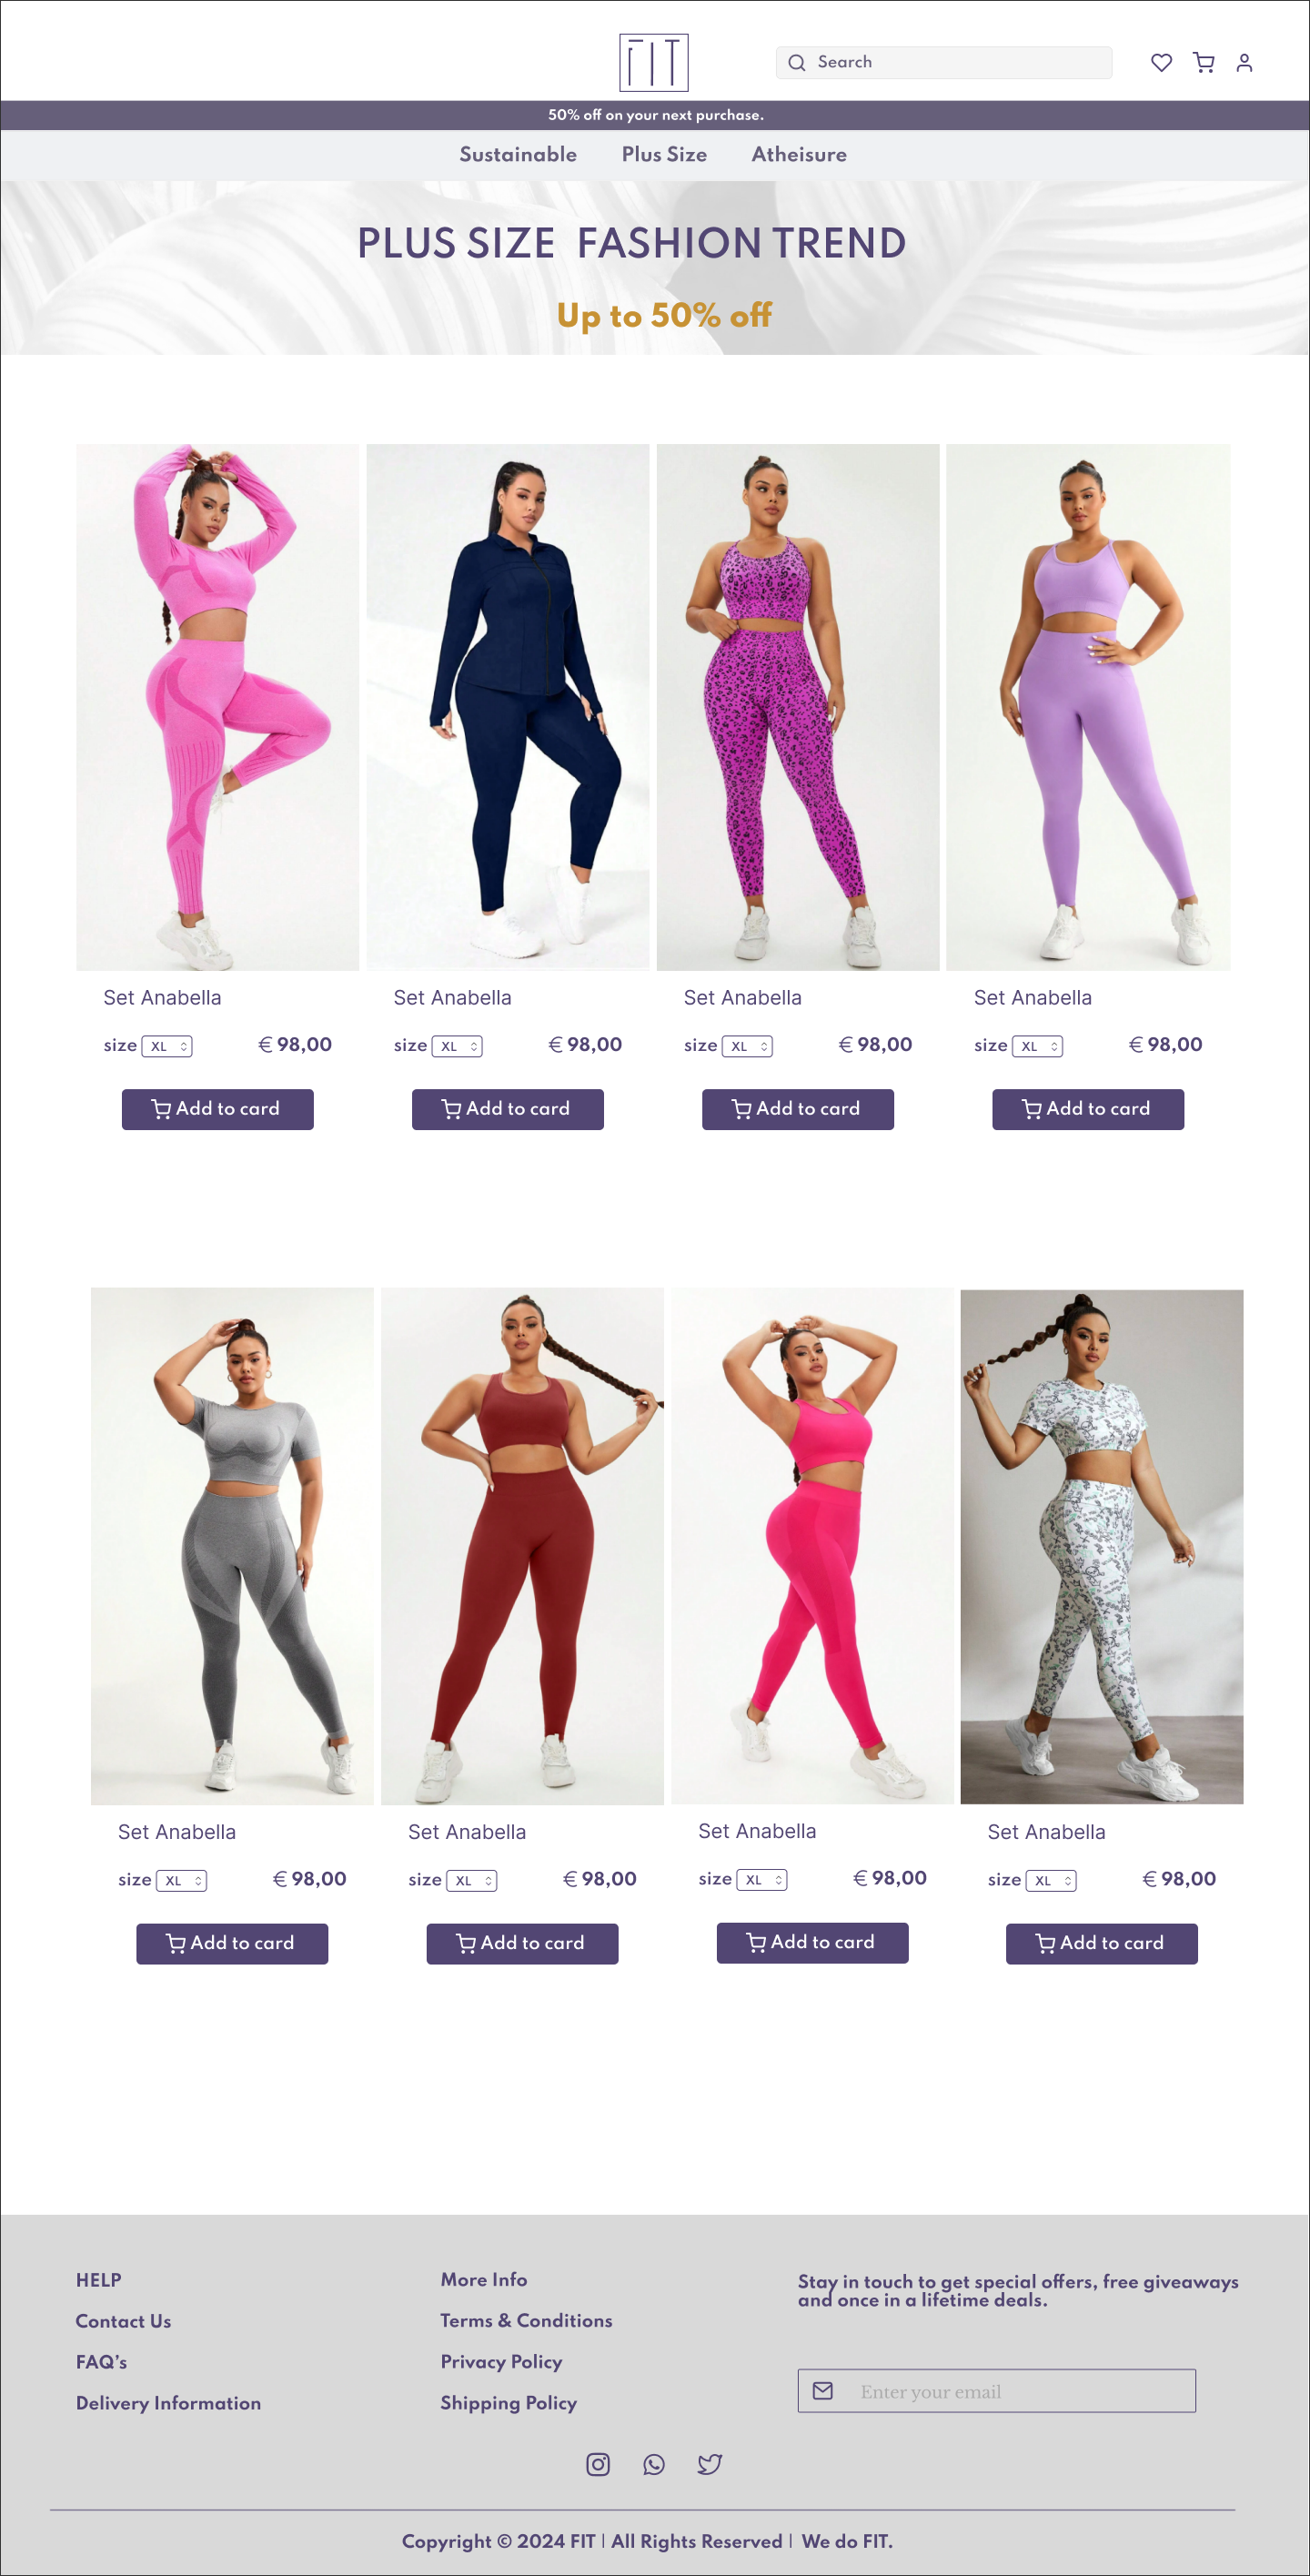 FIT
Search
50% off on your next purchase.
Sustainable Plus Size Atheisure
PLUS SIZE FASHION TREND
Up to 50% off
Set Anabella Set Anabella Set Anabella Set Anabella
size XL € 98,00 size XL € 98,00 size XL € 98,00 size XL € 98,00
Add to card Add to card Add to card Add to card
Set Anabella Set Anabella Set Anabella Set Anabella
size XL € 98,00 size XL € 98,00 size XL € 98,00 size XL € 98,00
Add to card Add to card Add to card Add to card
HELP
Contact Us
FAQ's
Delivery Information
More Info
Terms & Conditions
Privacy Policy
Shipping Policy
Stay in touch to get special offers, free giveaways
and once in a lifetime deals.
Enter your email
Copyright © 2024 FIT | All Rights Reserved | We do FIT.